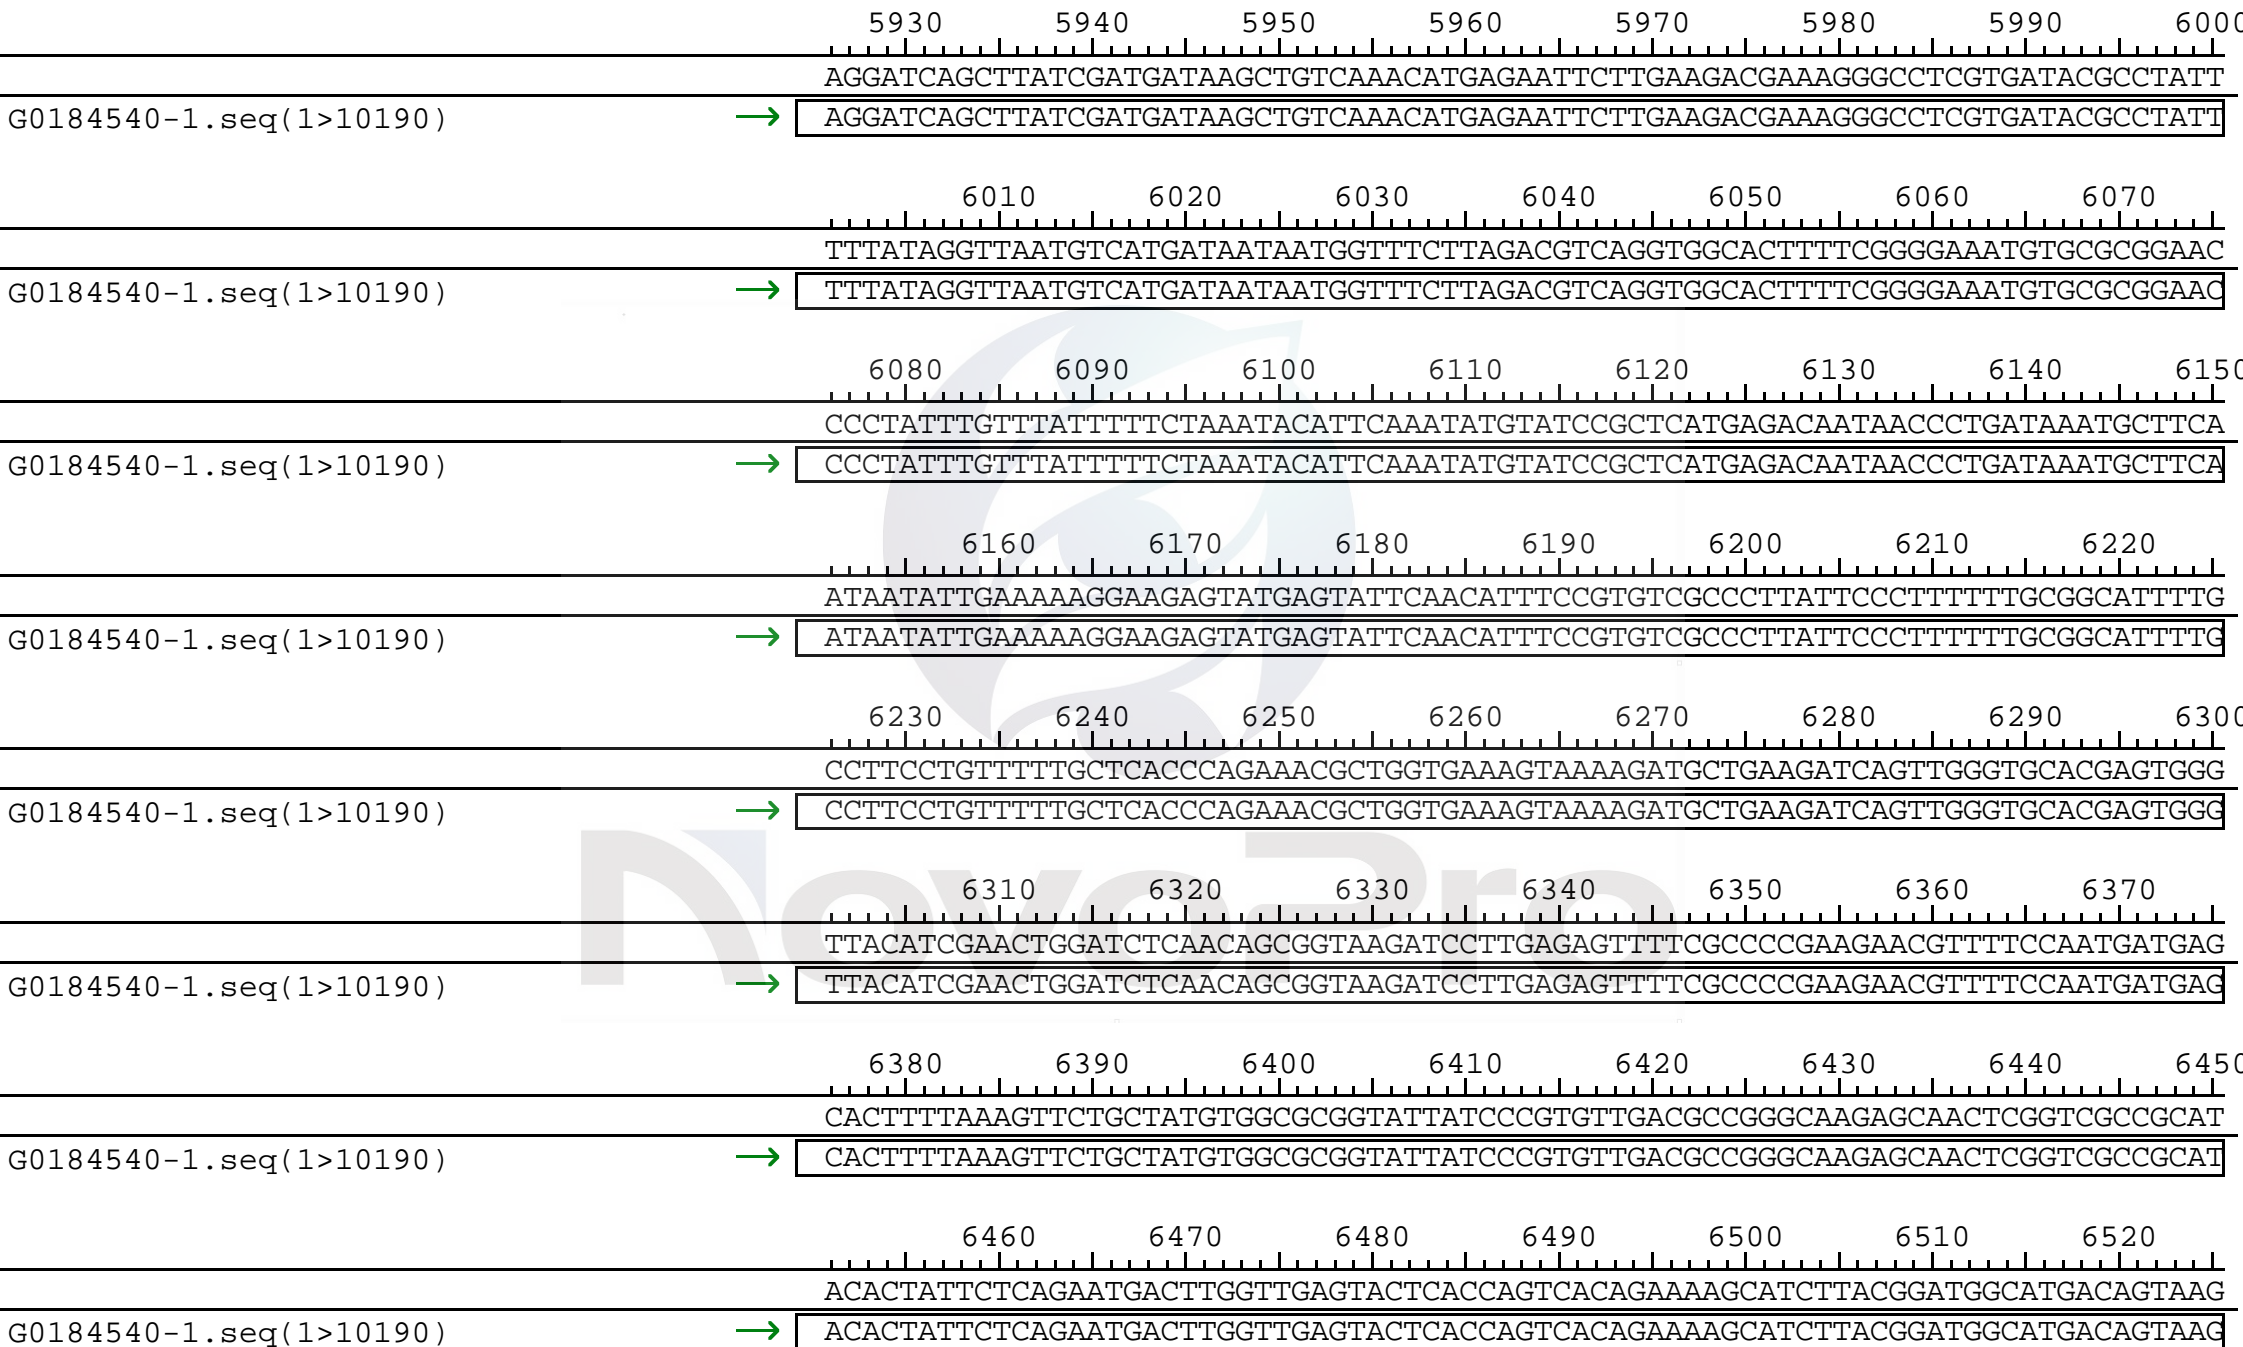 5930 5940 5950 5960 5970 5980 5990 6000
AGGATCAGCTTATCGATGATAAGCTGTCAAACATGAGAATTCTTGAAGACGAAAGGGCCTCGTGATACGCCTATT
G0184540-1.seq(1>10190) → AGGATCAGCTTATCGATGATAAGCTGTCAAACATGAGAATTCTTGAAGACGAAAGGGCCTCGTGATACGCCTATT
6010 6020 6030 6040 6050 6060 6070
TTTATAGGTTAATGTCATGATAATAATGGTTTCTTAGACGTCAGGTGGCACTTTTCGGGGAAATGTGCGCGGAAC
G0184540-1.seq(1>10190) → TTTATAGGTTAATGTCATGATAATAATGGTTTCTTAGACGTCAGGTGGCACTTTTCGGGGAAATGTGCGCGGAAC
6080 6090 6100 6110 6120 6130 6140 6150
CCCTATTTGTTTATTTTTCTAAATACATTCAAATATGTATCCGCTCATGAGACAATAACCCTGATAAATGCTTCA
G0184540-1.seq(1>10190) → CCCTATTTGTTTATTTTTCTAAATACATTCAAATATGTATCCGCTCATGAGACAATAACCCTGATAAATGCTTCA
6160 6170 6180 6190 6200 6210 6220
ATAATATTGAAAAAGGAAGAGTATGAGTATTCAACATTTCCGTGTCGCCCTTATTCCCTTTTTTGCGGCATTTTG
G0184540-1.seq(1>10190) → ATAATATTGAAAAAGGAAGAGTATGAGTATTCAACATTTCCGTGTCGCCCTTATTCCCTTTTTTGCGGCATTTTG
6230 6240 6250 6260 6270 6280 6290 6300
CCTTCCTGTTTTTGCTCACCCAGAAACGCTGGTGAAAGTAAAAGATGCTGAAGATCAGTTGGGTGCACGAGTGGG
G0184540-1.seq(1>10190) → CCTTCCTGTTTTTGCTCACCCAGAAACGCTGGTGAAAGTAAAAGATGCTGAAGATCAGTTGGGTGCACGAGTGGG
NovoPro
6310 6320 6330 6340 6350 6360 6370
TTACATCGAACTGGATCTCAACAGCGGTAAGATCCTTGAGAGTTTTCGCCCCGAAGAACGTTTTCCAATGATGAG
G0184540-1.seq(1>10190) → TTACATCGAACTGGATCTCAACAGCGGTAAGATCCTTGAGAGTTTTCGCCCCGAAGAACGTTTTCCAATGATGAG
6380 6390 6400 6410 6420 6430 6440 6450
CACTTTTAAAGTTCTGCTATGTGGCGCGGTATTATCCCGTGTTGACGCCGGGCAAGAGCAACTCGGTCGCCGCAT
G0184540-1.seq(1>10190) → CACTTTTAAAGTTCTGCTATGTGGCGCGGTATTATCCCGTGTTGACGCCGGGCAAGAGCAACTCGGTCGCCGCAT
6460 6470 6480 6490 6500 6510 6520
ACACTATTCTCAGAATGACTTGGTTGAGTACTCACCAGTCACAGAAAAGCATCTTACGGATGGCATGACAGTAAG
G0184540-1.seq(1>10190) → ACACTATTCTCAGAATGACTTGGTTGAGTACTCACCAGTCACAGAAAAGCATCTTACGGATGGCATGACAGTAAG